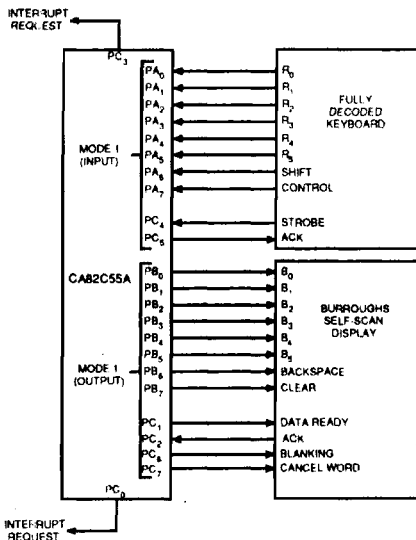 INTERRUPT
REQUEST
PC3
PA0 R0
PA1 R1
PA2 R2
PA3 R3
PA4 R4
PA5 R5
PA6 SHIFT
PA7 CONTROL
MODE 1
(INPUT)
FULLY
DECODED
KEYBOARD
PC4 STROBE
PC5 ACK
CA82C55A
PB0 B0
PB1 B1
PB2 B2
PB3 B3
PB4 B4
PB5 B5
PB6 BACKSPACE
PB7 CLEAR
MODE 1
(OUTPUT)
BURROUGHS
SELF-SCAN
DISPLAY
PC1 DATA READY
PC2 ACK
PC6 BLANKING
PC7 CANCEL WORD
PC0
INTERRUPT
REQUEST